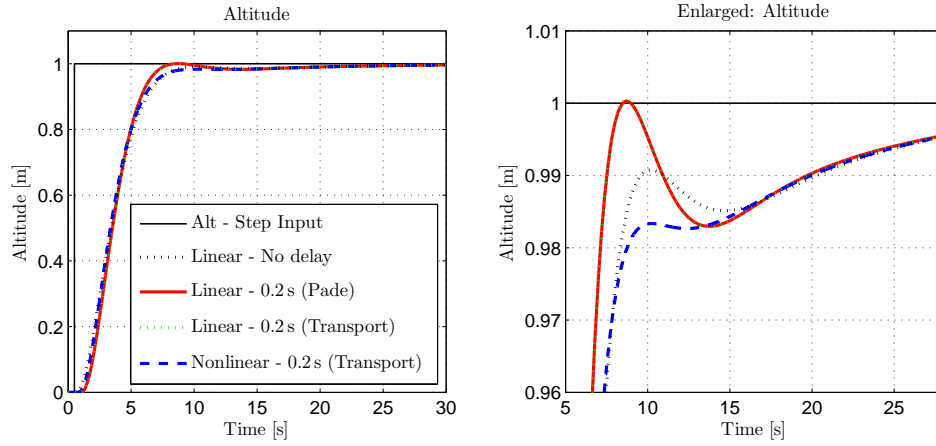 Altitude
Altitude [m]
1
0.8
0.6
0.4
0.2
0
Alt - Step Input
Linear - No delay
Linear - 0.2 s (Pade)
Linear - 0.2 s (Transport)
Nonlinear - 0.2 s (Transport)
0 5 10 15 20 25 30
Time [s]
Enlarged: Altitude
Altitude [m]
1.01
1
0.99
0.98
0.97
0.96
5 10 15 20 25
Time [s]